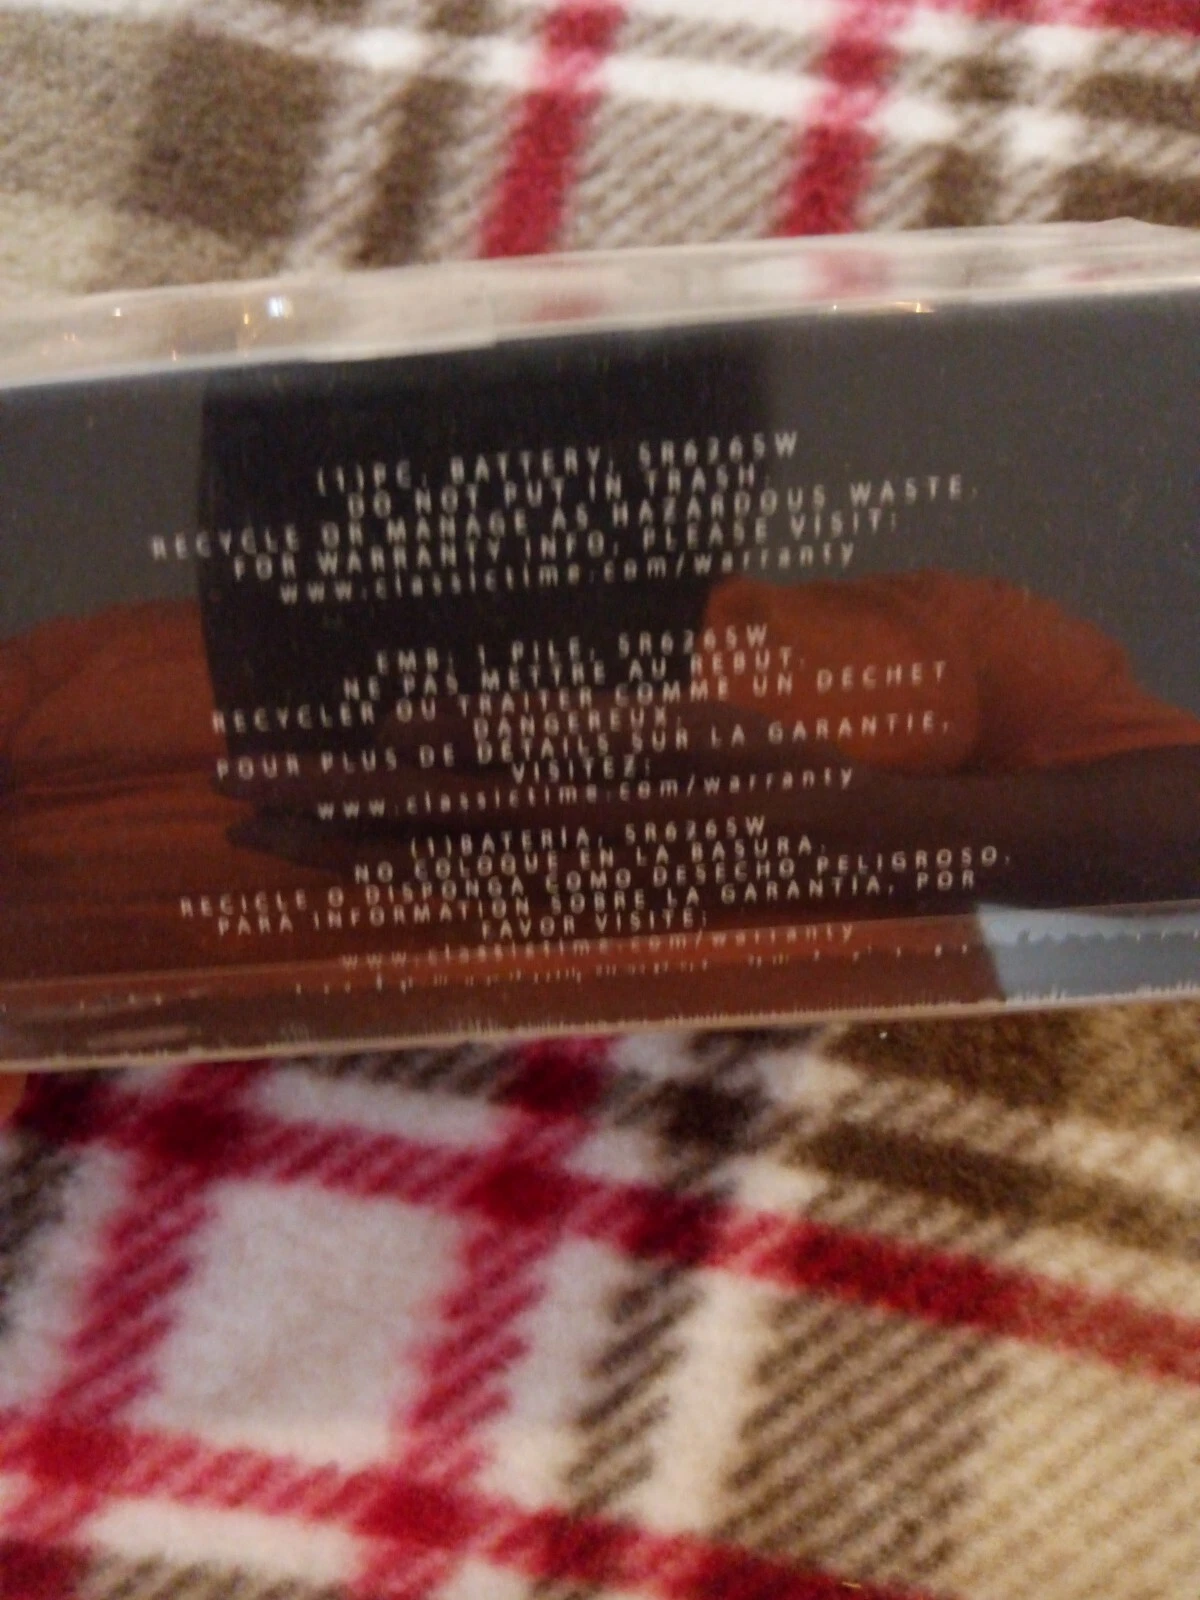 (1)PC. BATTERY, SR626SW
DO NOT PUT IN TRASH.
RECYCLE OR MANAGE AS HAZARDOUS WASTE.
FOR WARRANTY INFO, PLEASE VISIT:
www.classictime.com/warranty
EMB. 1 PILE, SR626SW
NE PAS METTRE AU REBUT.
RECYCLER OU TRAITER COMME UN DECHET
DANGEREUX.
POUR PLUS DE DETAILS SUR LA GARANTIE,
VISITEZ:
www.classictime.com/warranty
(1)BATERIA, SR626SW
NO COLOQUE EN LA BASURA.
RECICLE O DISPONGA COMO DESECHO PELIGROSO.
PARA INFORMATION SOBRE LA GARANTIA, POR
FAVOR VISITE:
www.classictime.com/warranty